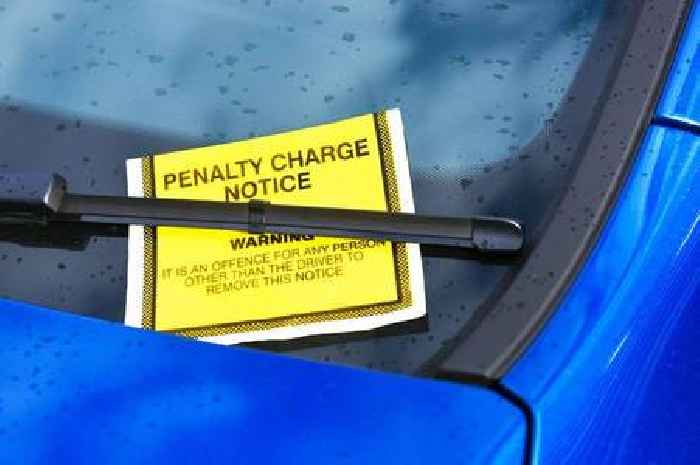 PENALTY CHARGE
NOTICE
WARNING
IT IS AN OFFENCE FOR ANY PERSON
OTHER THAN THE DRIVER TO
REMOVE THIS NOTICE